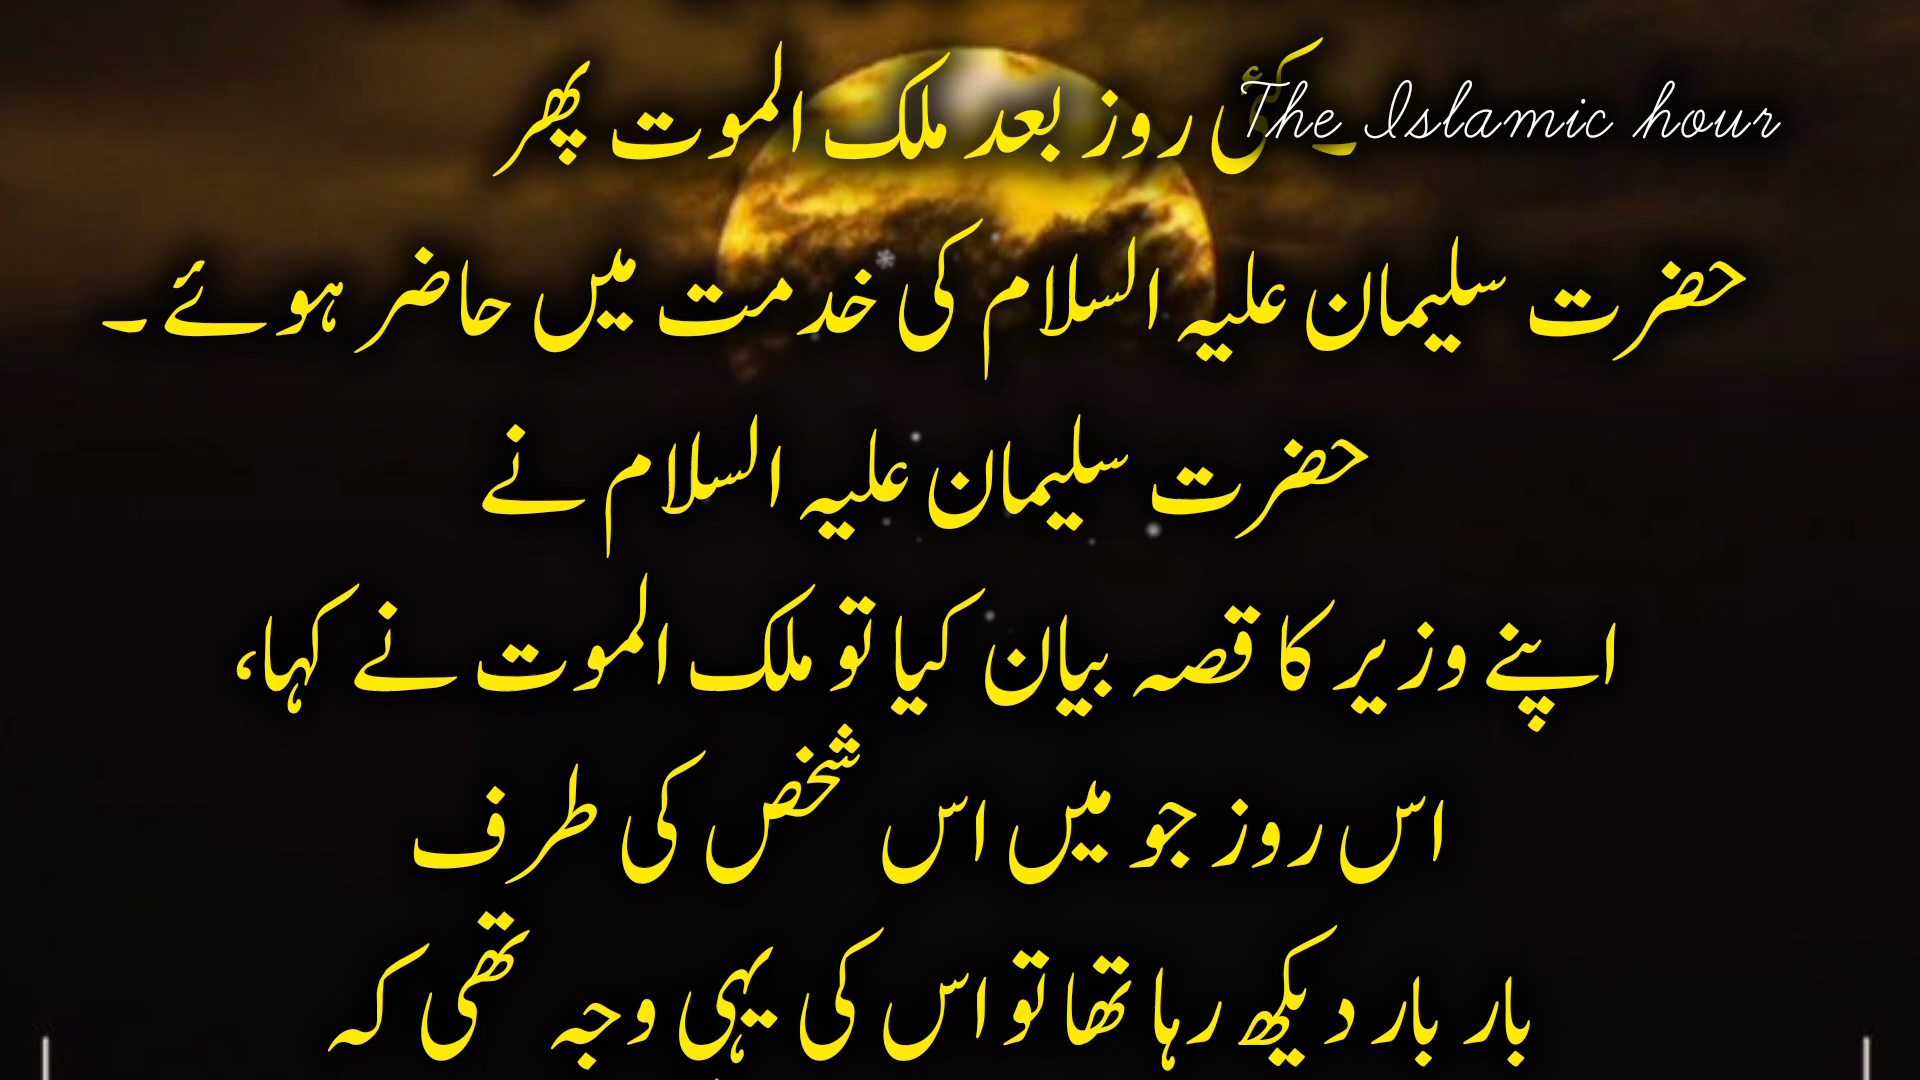 The Islamic hour
۔ کئی روز بعد ملک الموت پھر
حضرت سلیمان علیہ السلام کی خدمت میں حاضر ہوئے۔
حضرت سلیمان علیہ السلام نے
اپنے وزیر کا قصہ بیان کیا تو ملک الموت نے کہا،
اس روز جو میں اس شخص کی طرف
بار بار دیکھ رہا تھا تو اس کی یہی وجہ تھی کہ